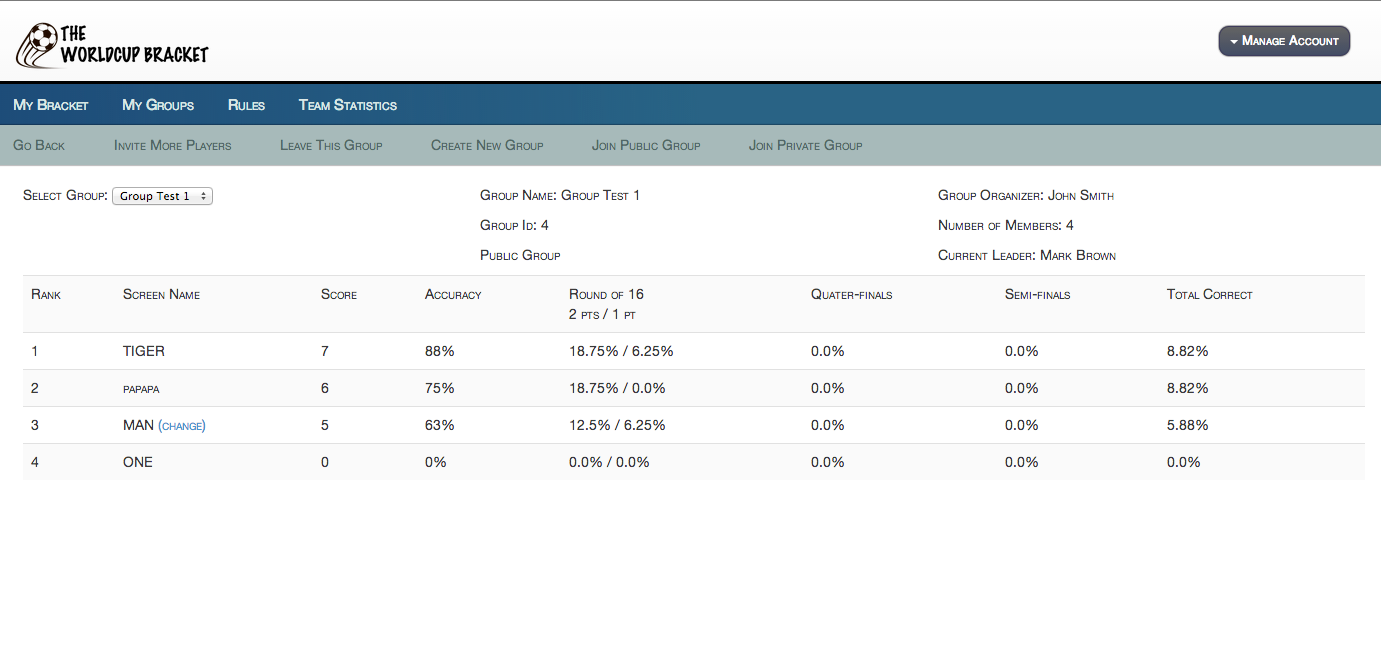 THE
WORLDCUP BRACKET
Manage Account
My Bracket My Groups Rules Team Statistics
Go Back Invite More Players Leave This Group Create New Group Join Public Group Join Private Group
Select Group: Group Test 1 Group Name: Group Test 1 Group Organizer: John Smith
Group Id: 4 Number of Members: 4
Public Group Current Leader: Mark Brown
Rank Screen Name Score Accuracy Round of 16 Quater-finals Semi-finals Total Correct
2 pts / 1 pt
1 TIGER 7 88% 18.75% / 6.25% 0.0% 0.0% 8.82%
2 papapa 6 75% 18.75% / 0.0% 0.0% 0.0% 8.82%
3 MAN (change) 5 63% 12.5% / 6.25% 0.0% 0.0% 5.88%
4 ONE 0 0% 0.0% / 0.0% 0.0% 0.0% 0.0%